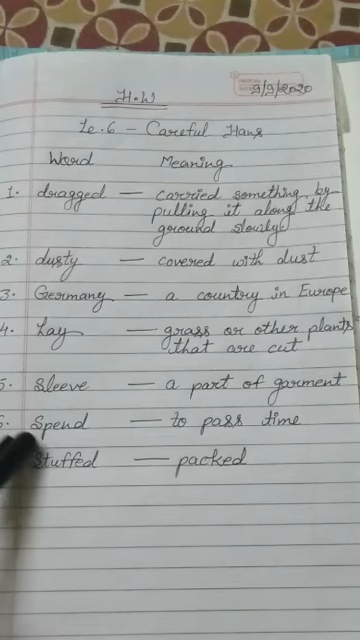 9/9/2020
H.W
Le.6 - Careful Hans
Word Meaning
1. dragged — carried something by
pulling it along the
ground slowly
2. dusty — covered with dust
3. Germany — a country in Europe
4. Hay — grass or other plants
that are cut
5. Sleeve — a part of garment
6. Spend — to pass time
Stuffed — packed